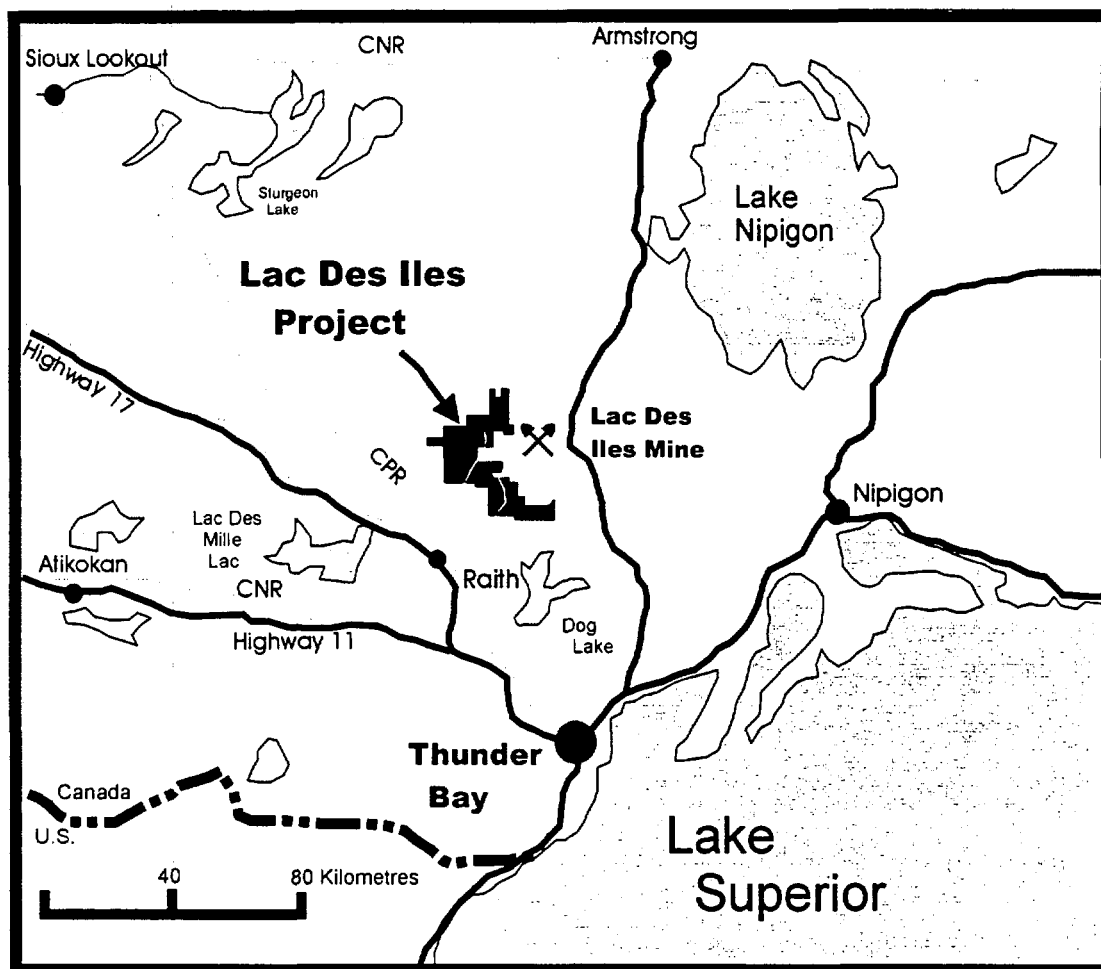 CNR
Armstrong
Sioux Lookout
Sturgeon
Lake
Lake
Nipigon
Lac Des Iles
Project
Highway 17
Lac Des
Iles Mine
CPR
Nipigon
Lac Des
Mille
Lac
Atikokan
CNR
Raith
Highway 11
Dog
Lake
Thunder
Bay
Canada
U.S.
Lake
Superior
40
80 Kilometres